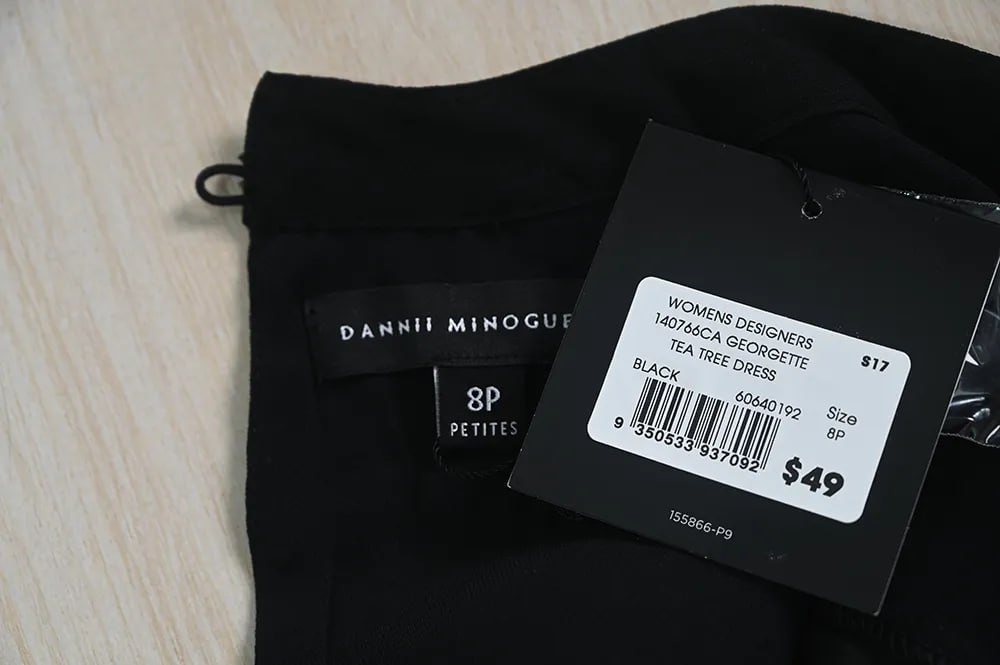 DANNII MINOGUE
8P
PETITES
WOMENS DESIGNERS
140766CA GEORGETTE
TEA TREE DRESS
S17
BLACK
60640192
Size
8P
9 350533 937092
$49
155866-P9